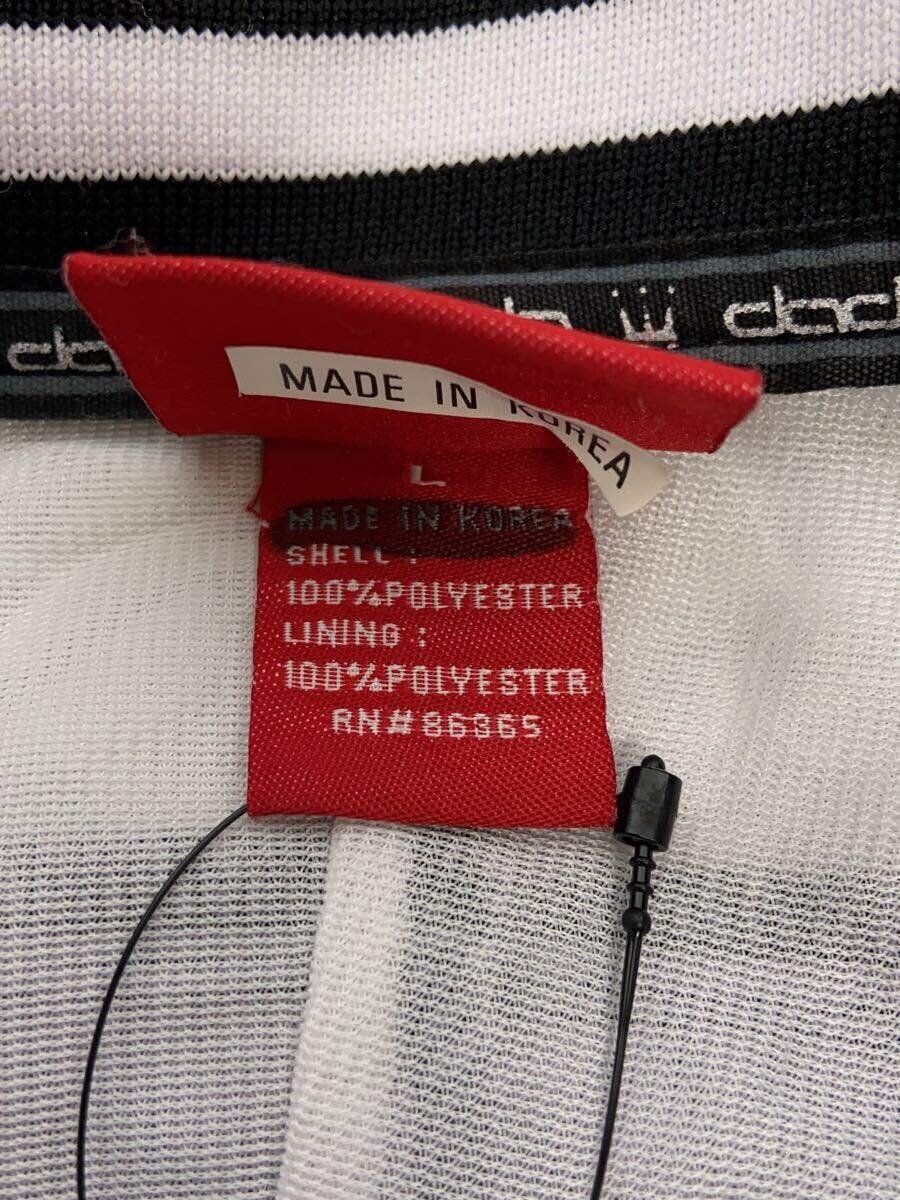 MADE IN KOREA
L
MADE IN KOREA
SHELL :
100%POLYESTER
LINING :
100%POLYESTER
RN#86365